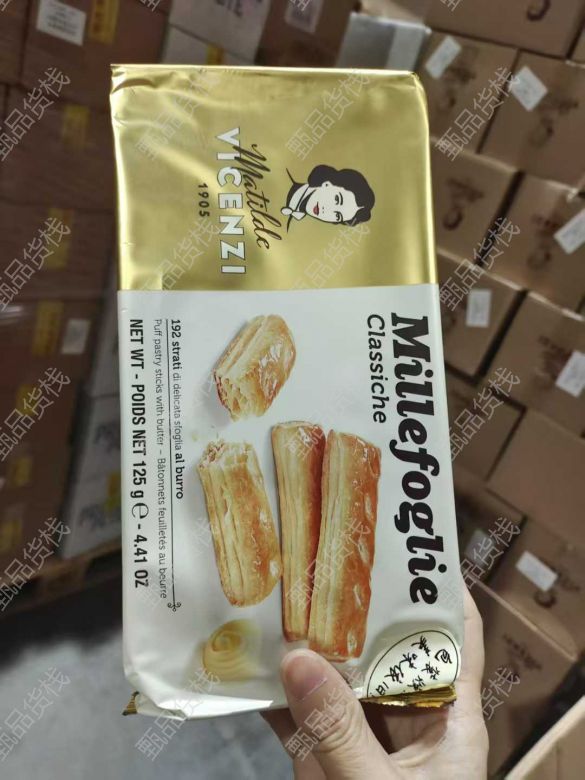 Matilde
VICENZI
1905
Millefoglie
Classiche
192 strati di delicata sfoglia al burro
Puff pastry sticks with butter – Bâtonnets feuilletés au beurre
NET WT - POIDS NET 125 g ℮ - 4.41 OZ
甄品货栈